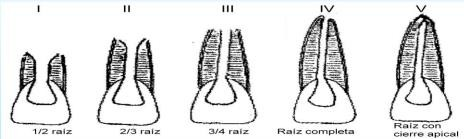 I II III IV V
1/2 raíz 2/3 raíz 3/4 raíz Raíz completa Raíz con
cierre apical